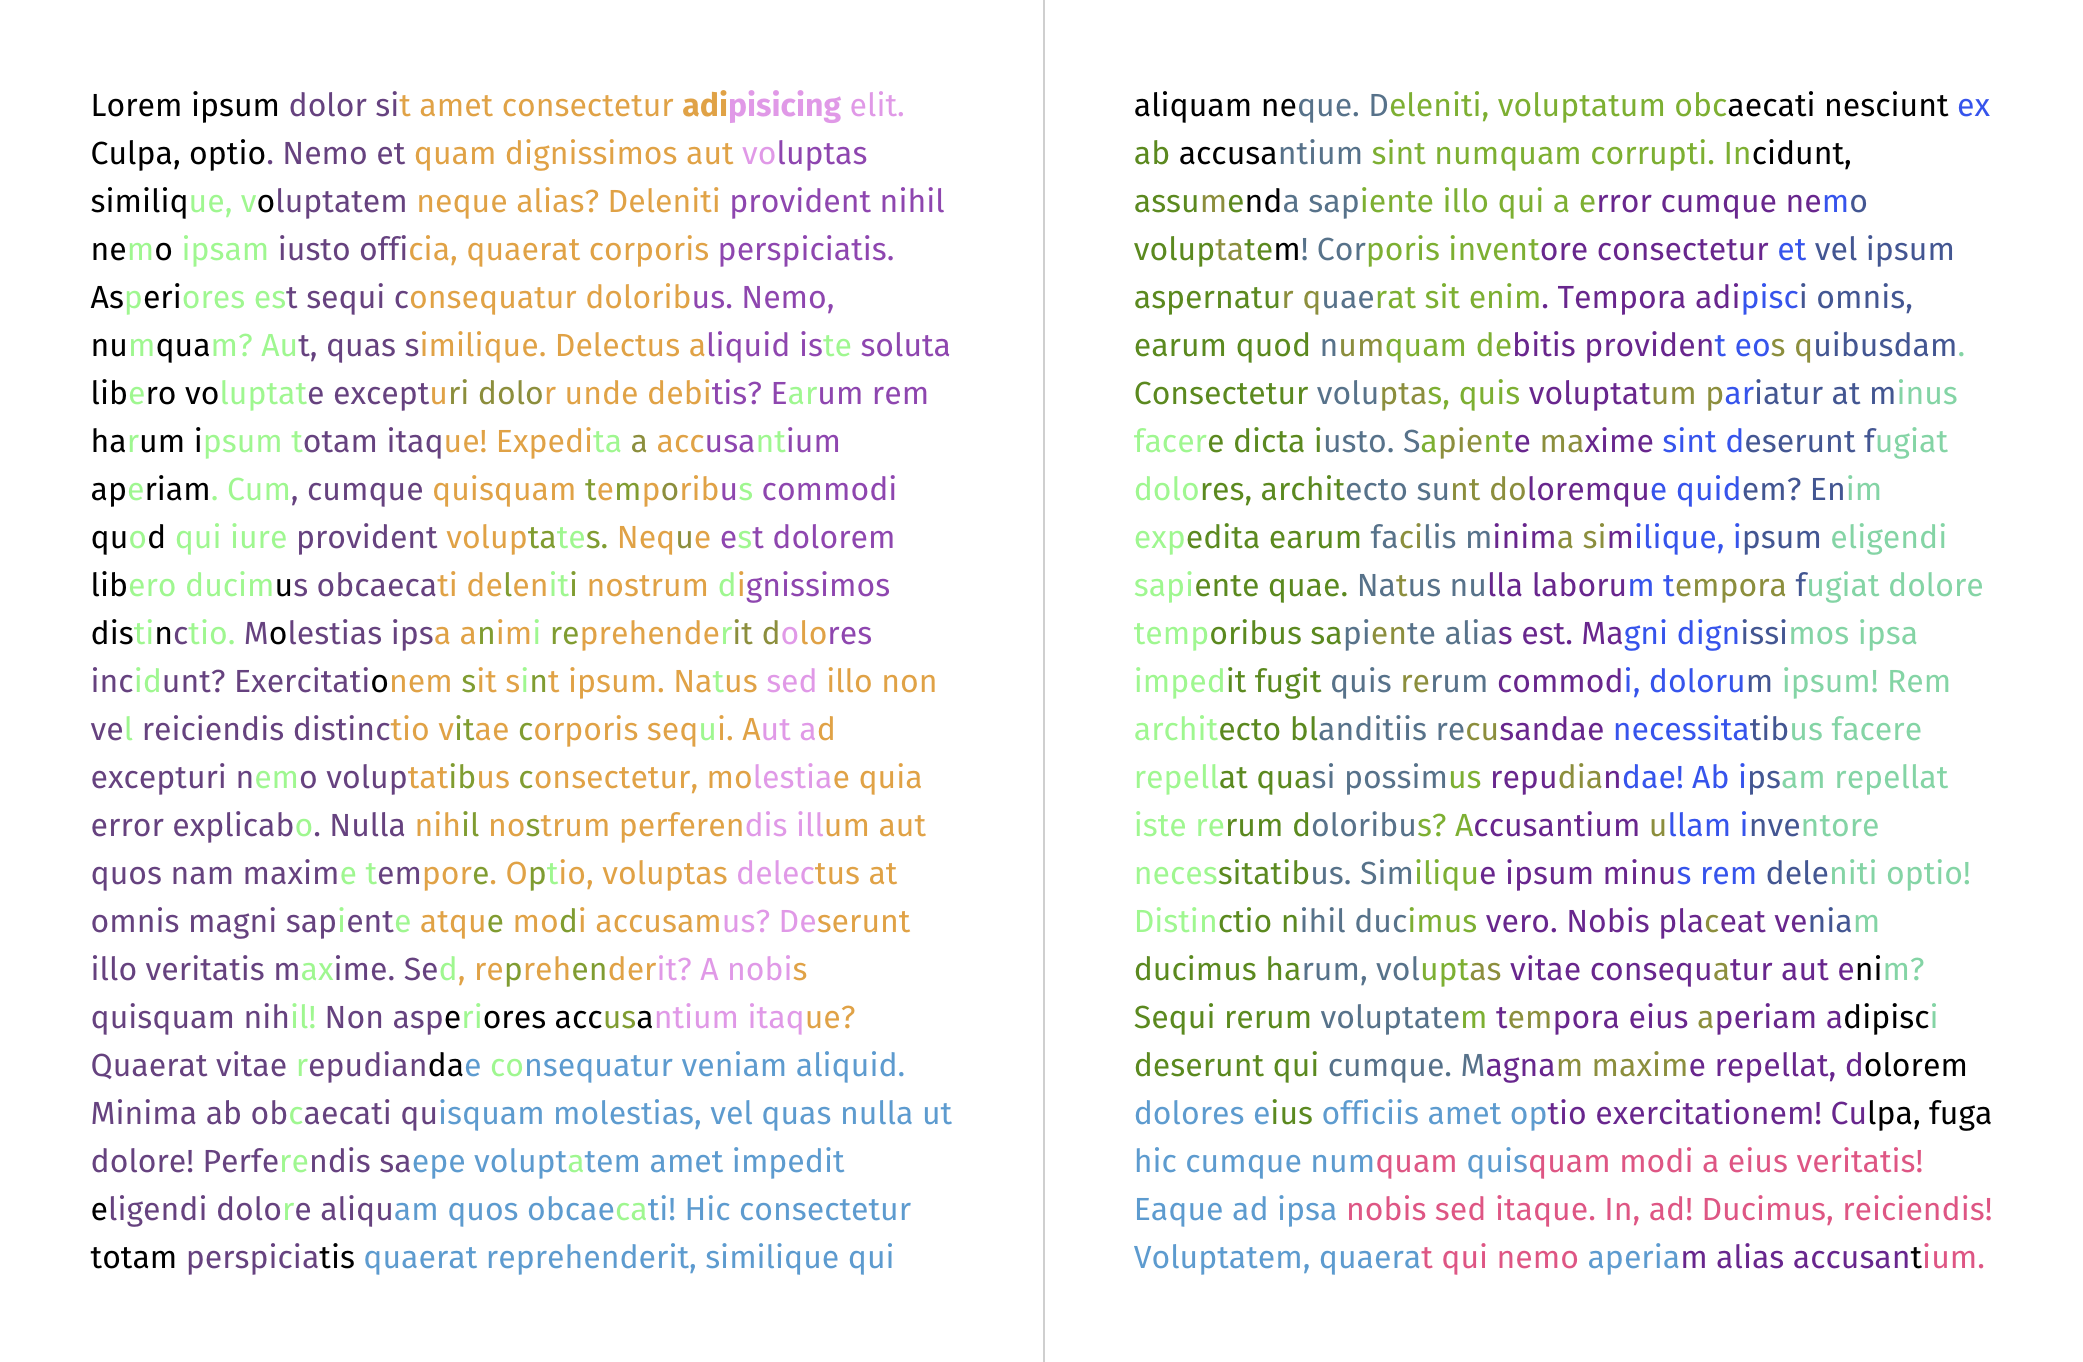 Lorem ipsum dolor sit amet consectetur adipisicing elit.
Culpa, optio. Nemo et quam dignissimos aut voluptas
similique, voluptatem neque alias? Deleniti provident nihil
nemo ipsam iusto officia, quaerat corporis perspiciatis.
Asperiores est sequi consequatur doloribus. Nemo,
numquam? Aut, quas similique. Delectus aliquid iste soluta
libero voluptate excepturi dolor unde debitis? Earum rem
harum ipsum totam itaque! Expedita a accusantium
aperiam. Cum, cumque quisquam temporibus commodi
quod qui iure provident voluptates. Neque est dolorem
libero ducimus obcaecati deleniti nostrum dignissimos
distinctio. Molestias ipsa animi reprehenderit dolores
incidunt? Exercitationem sit sint ipsum. Natus sed illo non
vel reiciendis distinctio vitae corporis sequi. Aut ad
excepturi nemo voluptatibus consectetur, molestiae quia
error explicabo. Nulla nihil nostrum perferendis illum aut
quos nam maxime tempore. Optio, voluptas delectus at
omnis magni sapiente atque modi accusamus? Deserunt
illo veritatis maxime. Sed, reprehenderit? A nobis
quisquam nihil! Non asperiores accusantium itaque?
Quaerat vitae repudiandae consequatur veniam aliquid.
Minima ab obcaecati quisquam molestias, vel quas nulla ut
dolore! Perferendis saepe voluptatem amet impedit
eligendi dolore aliquam quos obcaecati! Hic consectetur
totam perspiciatis quaerat reprehenderit, similique qui
aliquam neque. Deleniti, voluptatum obcaecati nesciunt ex
ab accusantium sint numquam corrupti. Incidunt,
assumenda sapiente illo qui a error cumque nemo
voluptatem! Corporis inventore consectetur et vel ipsum
aspernatur quaerat sit enim. Tempora adipisci omnis,
earum quod numquam debitis provident eos quibusdam.
Consectetur voluptas, quis voluptatum pariatur at minus
facere dicta iusto. Sapiente maxime sint deserunt fugiat
dolores, architecto sunt doloremque quidem? Enim
expedita earum facilis minima similique, ipsum eligendi
sapiente quae. Natus nulla laborum tempora fugiat dolore
temporibus sapiente alias est. Magni dignissimos ipsa
impedit fugit quis rerum commodi, dolorum ipsum! Rem
architecto blanditiis recusandae necessitatibus facere
repellat quasi possimus repudiandae! Ab ipsam repellat
iste rerum doloribus? Accusantium ullam inventore
necessitatibus. Similique ipsum minus rem deleniti optio!
Distinctio nihil ducimus vero. Nobis placeat veniam
ducimus harum, voluptas vitae consequatur aut enim?
Sequi rerum voluptatem tempora eius aperiam adipisci
deserunt qui cumque. Magnam maxime repellat, dolorem
dolores eius officiis amet optio exercitationem! Culpa, fuga
hic cumque numquam quisquam modi a eius veritatis!
Eaque ad ipsa nobis sed itaque. In, ad! Ducimus, reiciendis!
Voluptatem, quaerat qui nemo aperiam alias accusantium.